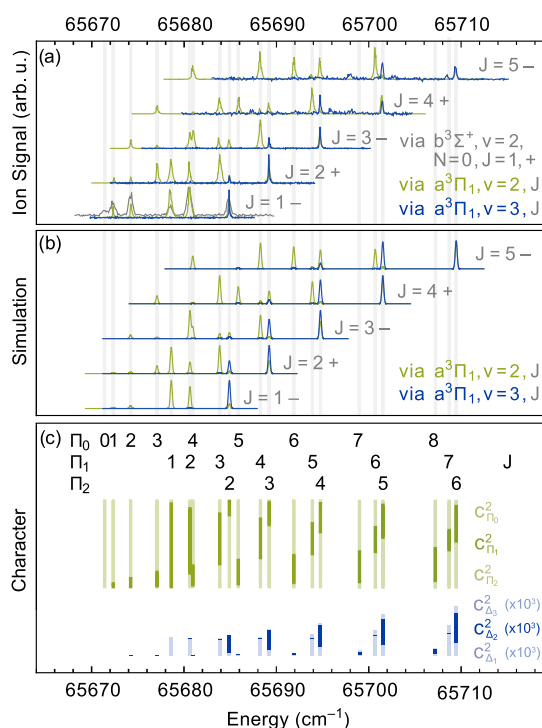 65670 65680 65690 65700 65710
(a)
J = 5 –
J = 4 +
J = 3 –
J = 2 +
J = 1 –
via b³Σ⁺, v=2,
N=0, J=1, +
via a³Π₁, v=2, J
via a³Π₁, v=3, J
Ion Signal (arb. u.)
(b)
J = 5 –
J = 4 +
J = 3 –
J = 2 +
J = 1 –
via a³Π₁, v=2, J
via a³Π₁, v=3, J
Simulation
(c)
Π₀ 0 1 2 3 4 5 6 7 8
Π₁ 1 2 3 4 5 6 7 J
Π₂ 2 3 4 5 6
c²Π₀
c²Π₁
c²Π₂
c²Δ₃ (x10³)
c²Δ₂ (x10³)
c²Δ₁ (x10³)
Character
65670 65680 65690 65700 65710
Energy (cm⁻¹)